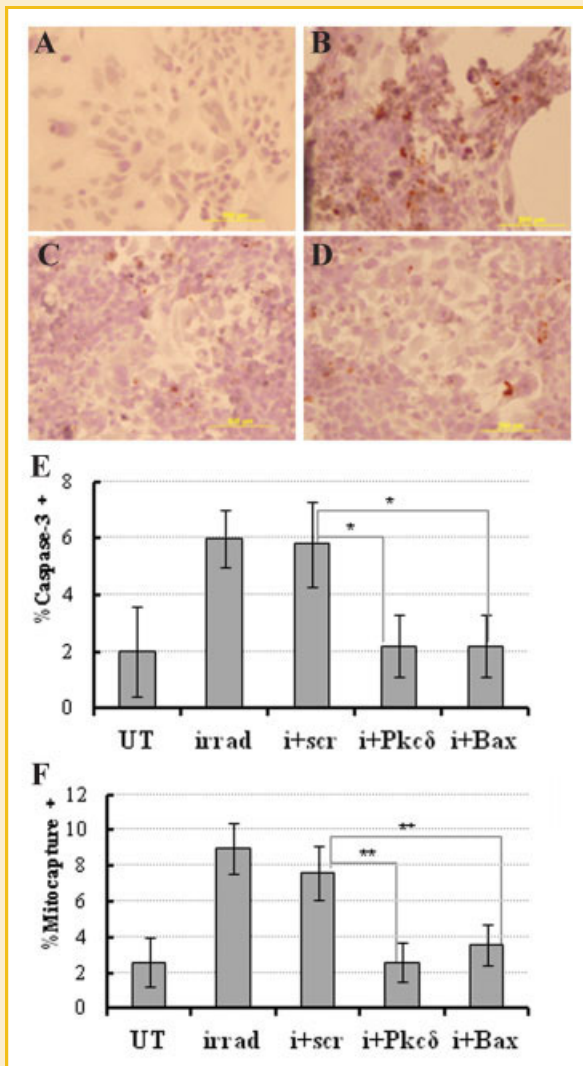 A
B
C
D
E
%Caspase-3 +
8
6
4
2
0
*
*
UT irrad i+scr i+Pkcδ i+Bax
F
%Mitocapture +
12
10
8
6
4
2
0
**
**
UT irrad i+scr i+Pkcδ i+Bax